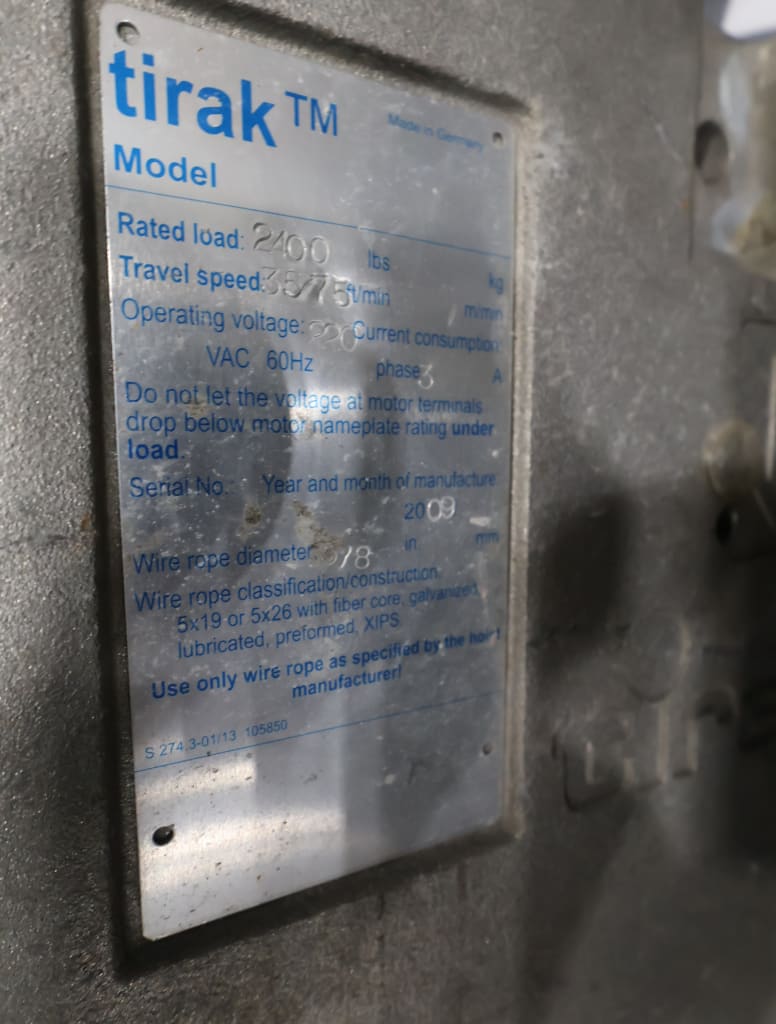 tirak™
Made in Germany
Model
Rated load: 2400 lbs kg
Travel speed: 35/75 ft/min m/min
Operating voltage: 220 Current consumption:
VAC 60Hz phase 3 A
Do not let the voltage at motor terminals
drop below motor nameplate rating under
load.
Serial No.: Year and month of manufacture
2009
Wire rope diameter: in mm
Wire rope classification/construction:
5x19 or 5x26 with fiber core, galvanized,
lubricated, preformed, XIPS
Use only wire rope as specified by the hoist
manufacturer!
S 274.3-01/13 105850